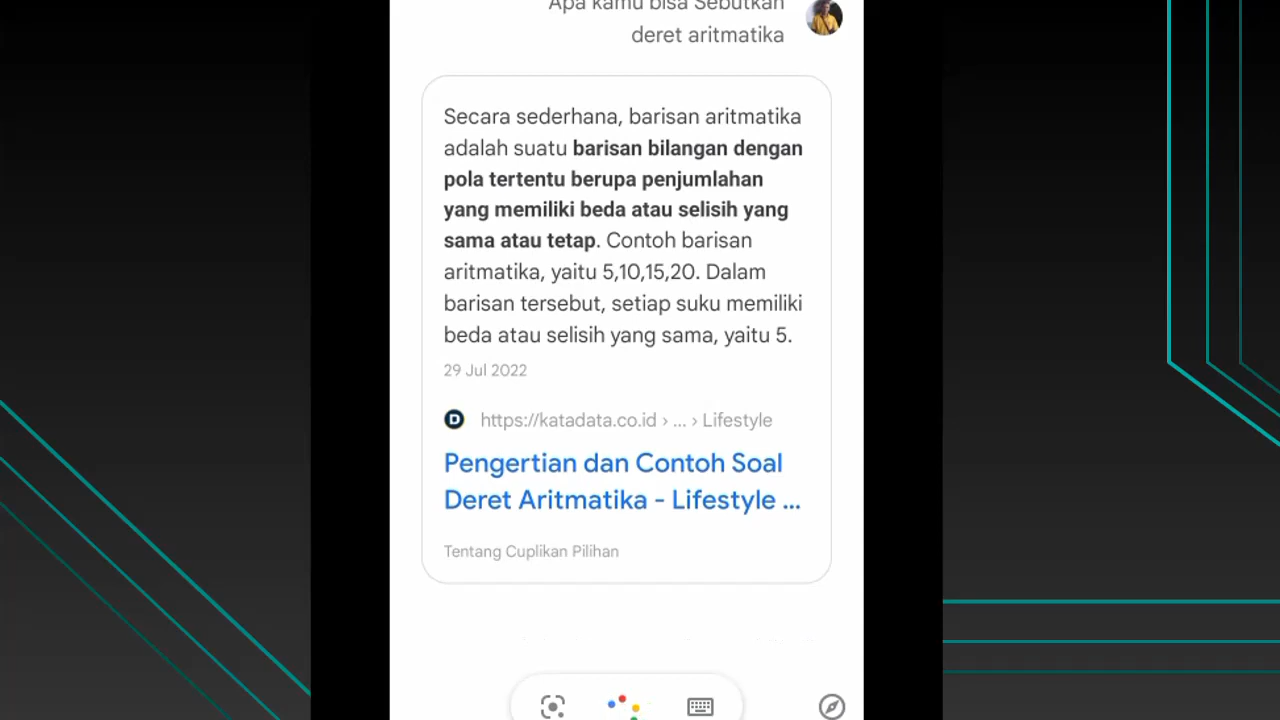 Apa kamu bisa Sebutkan
deret aritmatika
Secara sederhana, barisan aritmatika
adalah suatu barisan bilangan dengan
pola tertentu berupa penjumlahan
yang memiliki beda atau selisih yang
sama atau tetap. Contoh barisan
aritmatika, yaitu 5,10,15,20. Dalam
barisan tersebut, setiap suku memiliki
beda atau selisih yang sama, yaitu 5.
29 Jul 2022
D https://katadata.co.id › ... › Lifestyle
Pengertian dan Contoh Soal
Deret Aritmatika - Lifestyle ...
Tentang Cuplikan Pilihan